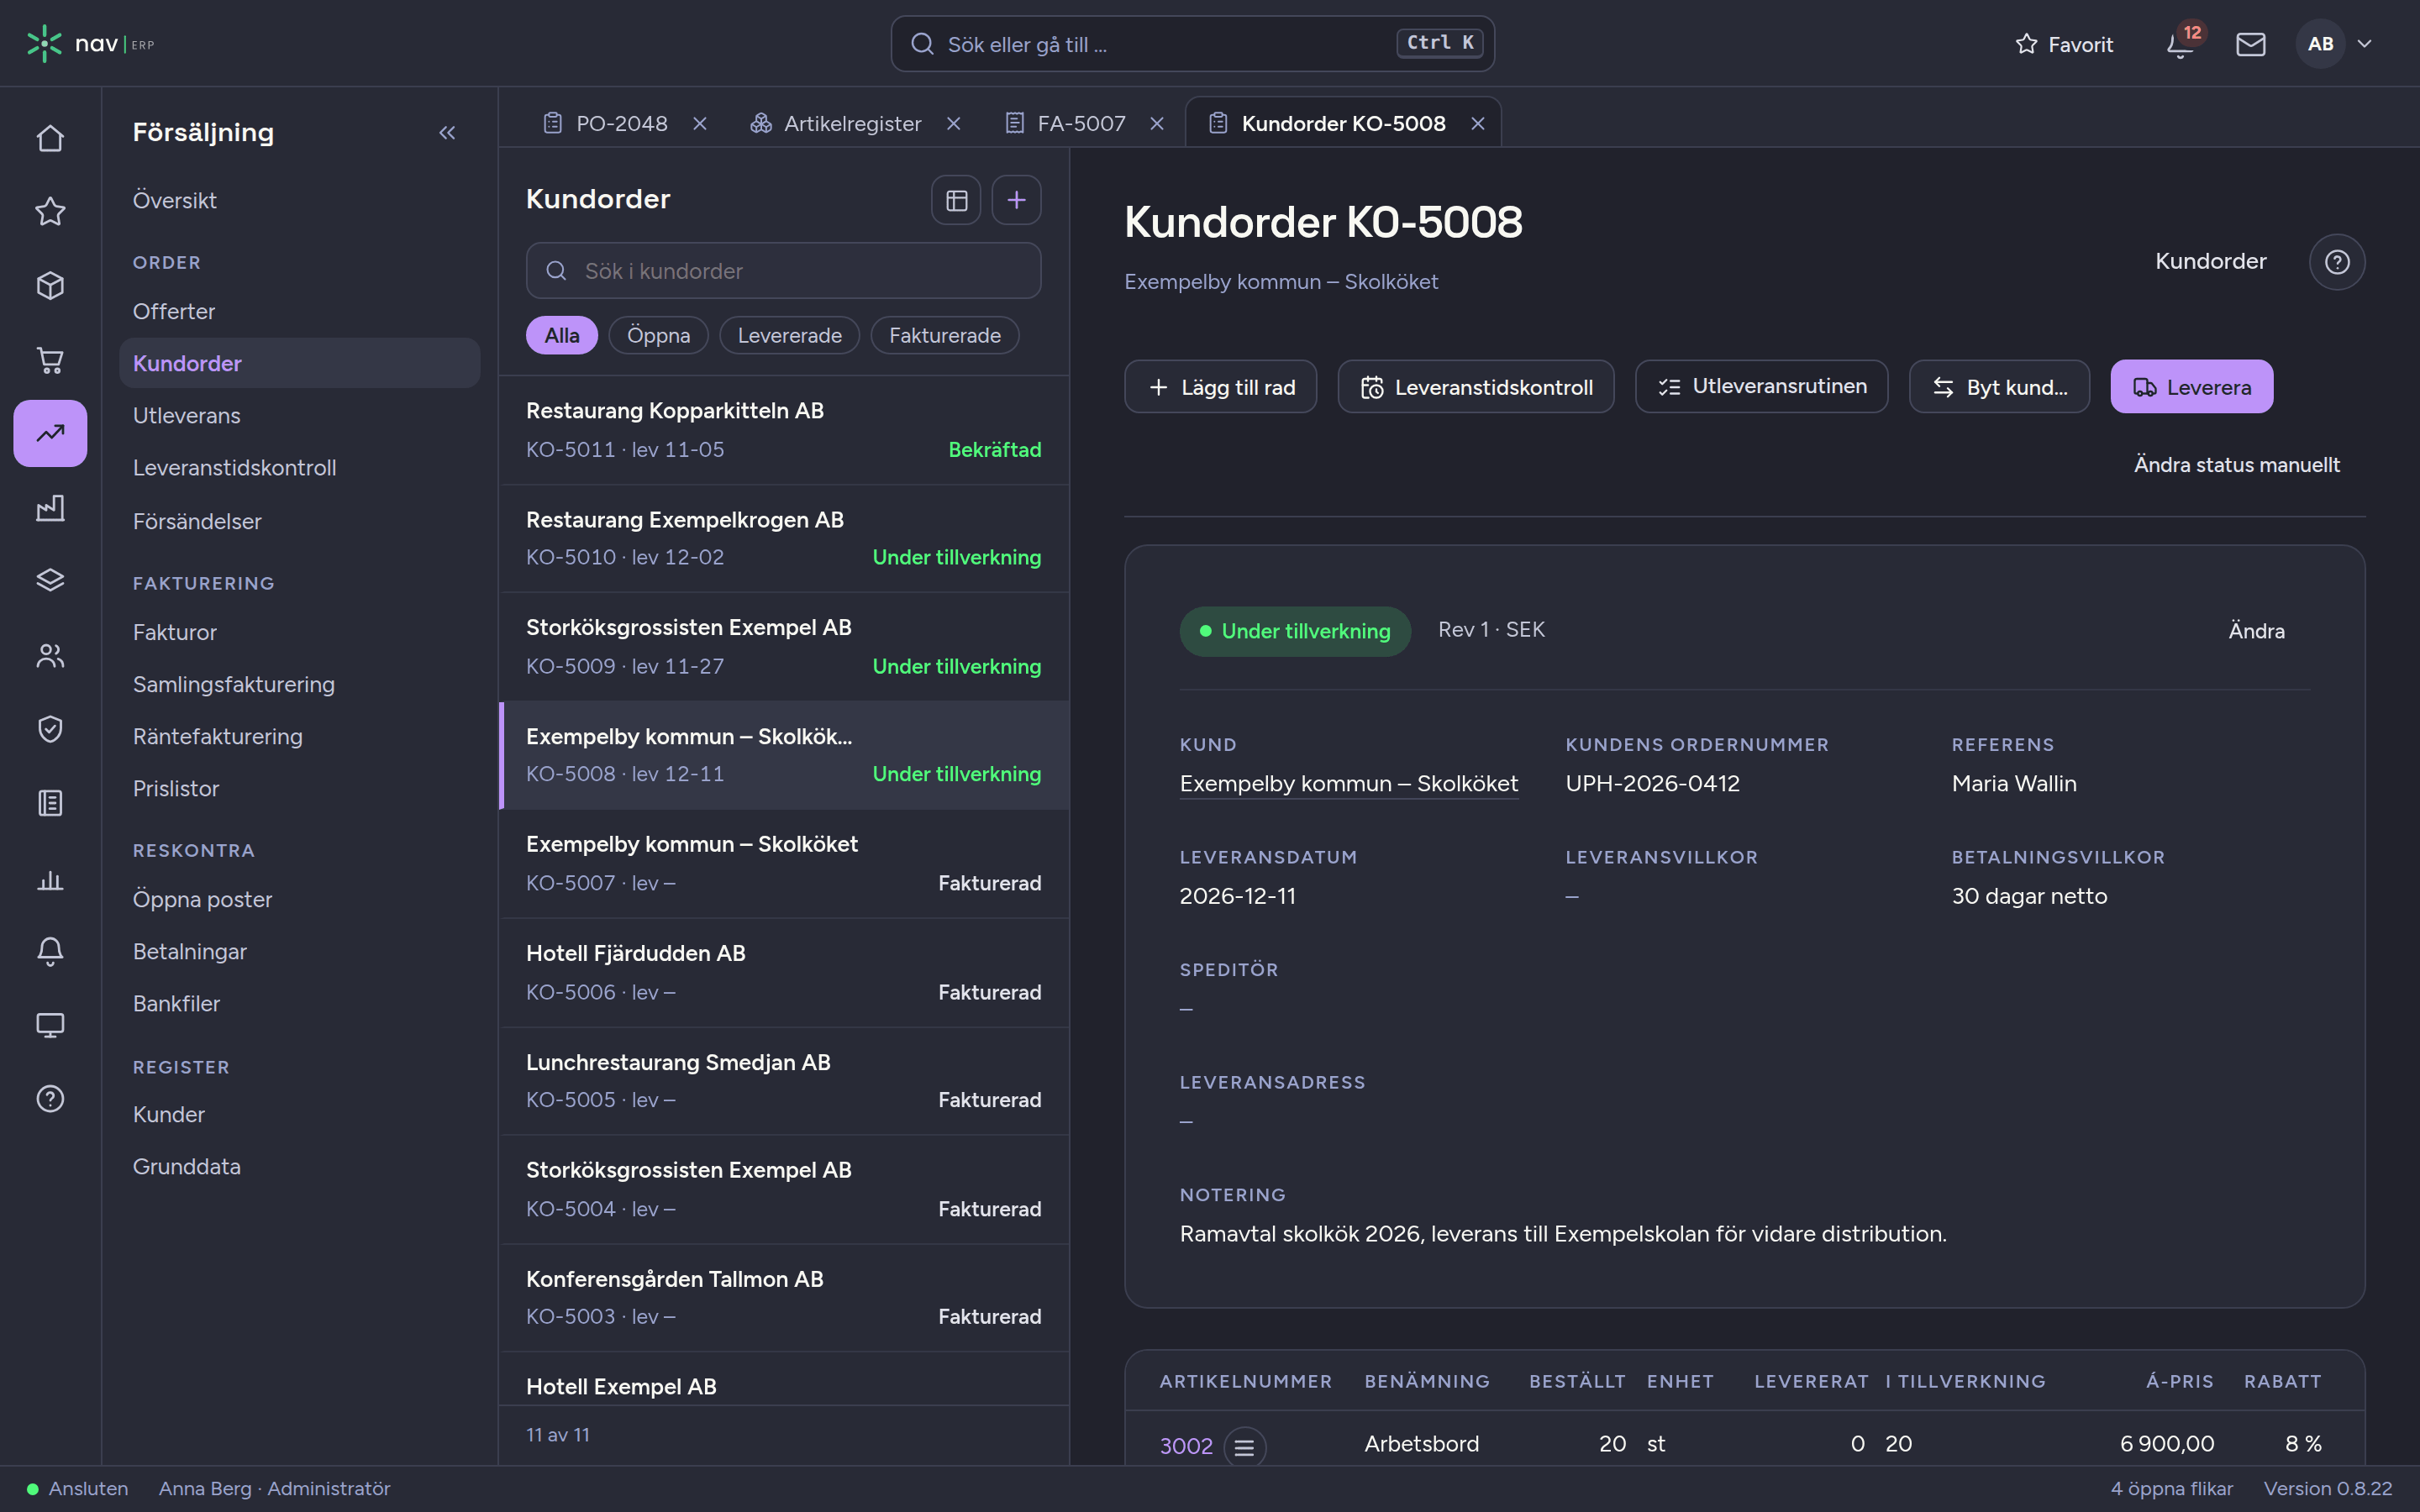 nav ERP
Sök eller gå till ...
Ctrl K
Favorit
12
AB
Försäljning
Översikt
ORDER
Offerter
Kundorder
Utleverans
Leveranstidskontroll
Försändelser
FAKTURERING
Fakturor
Samlingsfakturering
Räntefakturering
Prislistor
RESKONTRA
Öppna poster
Betalningar
Bankfiler
REGISTER
Kunder
Grunddata
PO-2048
Artikelregister
FA-5007
Kundorder KO-5008
Kundorder
Sök i kundorder
Alla
Öppna
Levererade
Fakturerade
Restaurang Kopparkitteln AB
KO-5011 · lev 11-05 Bekräftad
Restaurang Exempelkrogen AB
KO-5010 · lev 12-02 Under tillverkning
Storköksgrossisten Exempel AB
KO-5009 · lev 11-27 Under tillverkning
Exempelby kommun – Skolkök...
KO-5008 · lev 12-11 Under tillverkning
Exempelby kommun – Skolköket
KO-5007 · lev – Fakturerad
Hotell Fjärdudden AB
KO-5006 · lev – Fakturerad
Lunchrestaurang Smedjan AB
KO-5005 · lev – Fakturerad
Storköksgrossisten Exempel AB
KO-5004 · lev – Fakturerad
Konferensgården Tallmon AB
KO-5003 · lev – Fakturerad
Hotell Exempel AB
11 av 11
Kundorder KO-5008
Exempelby kommun – Skolköket
Kundorder
Lägg till rad
Leveranstidskontroll
Utleveransrutinen
Byt kund...
Leverera
Ändra status manuellt
Under tillverkning
Rev 1 · SEK
Ändra
KUND
Exempelby kommun – Skolköket
KUNDENS ORDERNUMMER
UPH-2026-0412
REFERENS
Maria Wallin
LEVERANSDATUM
2026-12-11
LEVERANSVILLKOR
–
BETALNINGSVILLKOR
30 dagar netto
SPEDITÖR
–
LEVERANSADRESS
–
NOTERING
Ramavtal skolkök 2026, leverans till Exempelskolan för vidare distribution.
ARTIKELNUMMER BENÄMNING BESTÄLLT ENHET LEVERERAT I TILLVERKNING Á-PRIS RABATT
3002 Arbetsbord 20 st 0 20 6 900,00 8 %
Ansluten
Anna Berg · Administratör
4 öppna flikar
Version 0.8.22